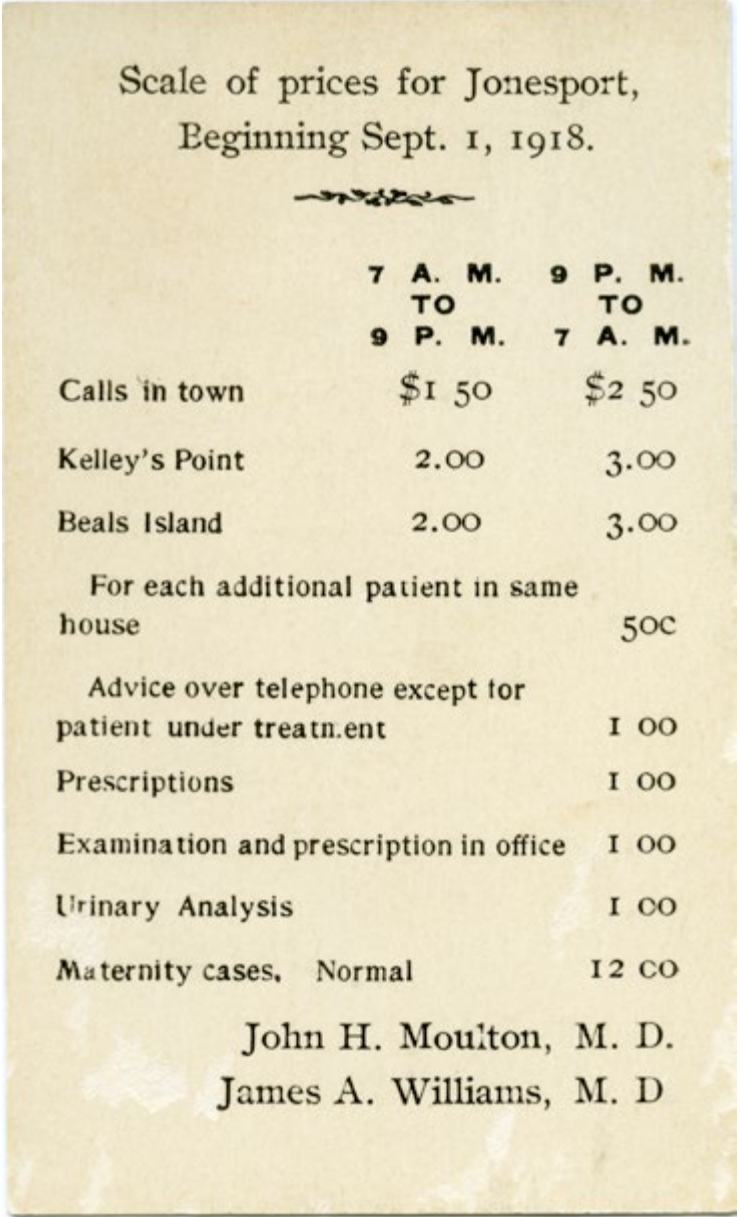 Scale of prices for Jonesport,
Beginning Sept. 1, 1918.
7 A. M. 9 P. M.
TO TO
9 P. M. 7 A. M.
Calls in town $1 50 $2 50
Kelley's Point 2.00 3.00
Beals Island 2.00 3.00
For each additional patient in same
house 50c
Advice over telephone except for
patient under treatment 1 00
Prescriptions 1 00
Examination and prescription in office 1 00
Urinary Analysis 1 00
Maternity cases, Normal 12 00
John H. Moulton, M. D.
James A. Williams, M. D